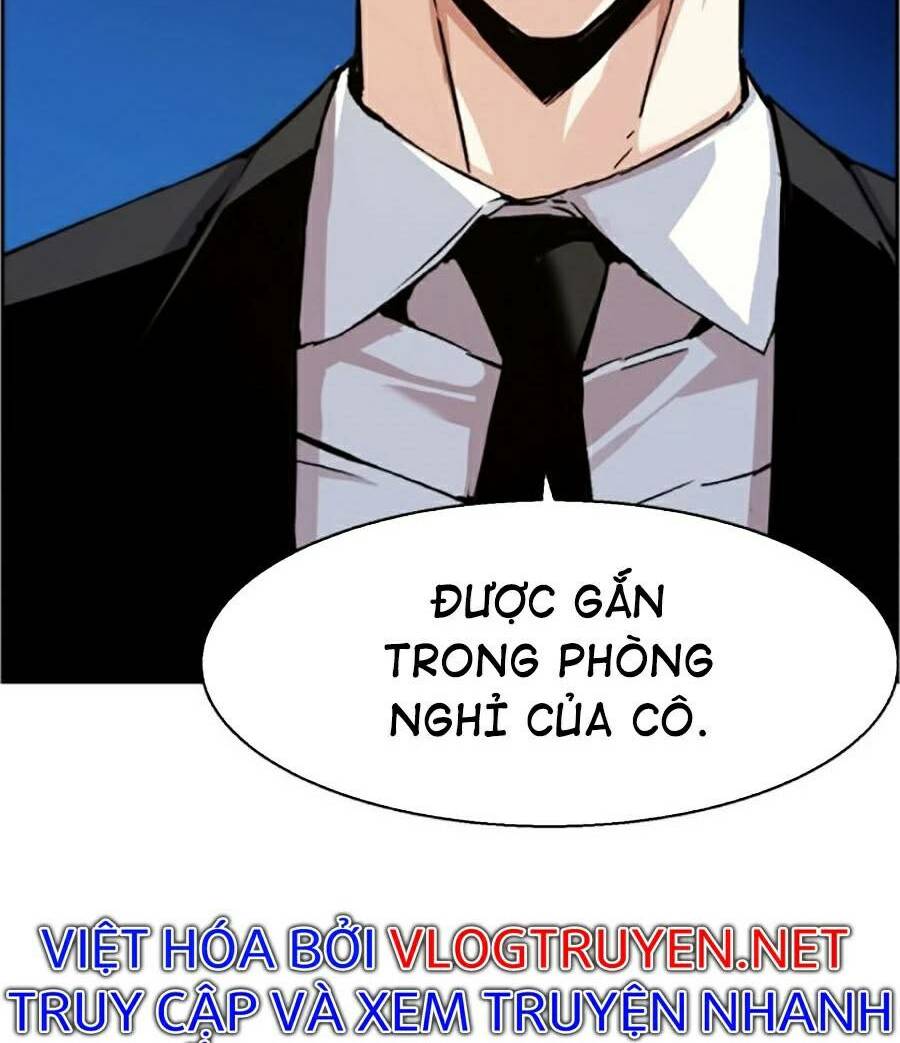 ĐƯỢC GẮN
TRONG PHÒNG
NGHỈ CỦA CÔ.
VIỆT HÓA BỞI VLOGTRUYEN.NET
TRUY CẬP VÀ XEM TRUYỆN NHANH